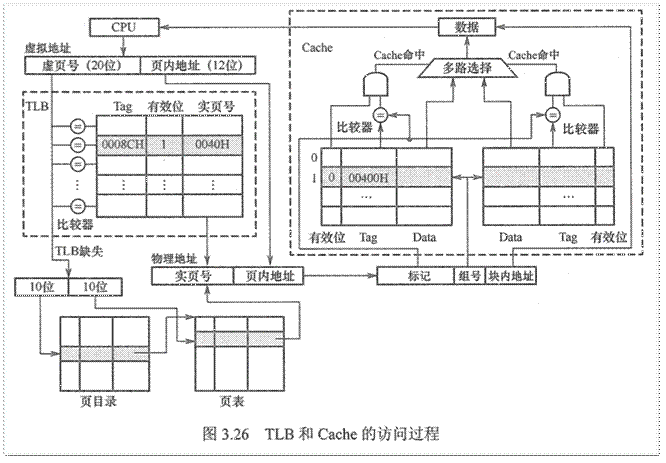 CPU
数据
虚拟地址
虚页号（20位）
页内地址（12位）
Cache
Cache命中
Cache命中
多路选择
TLB
Tag 有效位 实页号
=
=
=
=
0008CH 1 0040H
⋮ ⋮ ⋮ ⋮
比较器
=
=
比较器
比较器
0
1 0 00400H
...
...
有效位 Tag Data
Data Tag 有效位
TLB缺失
物理地址
实页号 页内地址
标记 组号 块内地址
10位 10位
页目录
页表
图 3.26 TLB 和 Cache 的访问过程